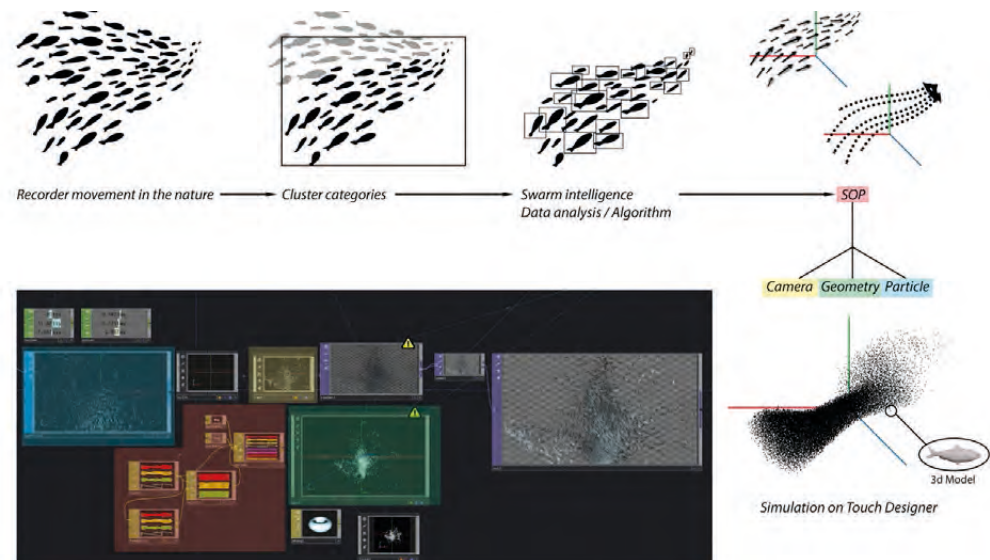 Recorder movement in the nature
Cluster categories
Swarm intelligence
Data analysis / Algorithm
SOP
Camera
Geometry
Particle
3d Model
Simulation on Touch Designer